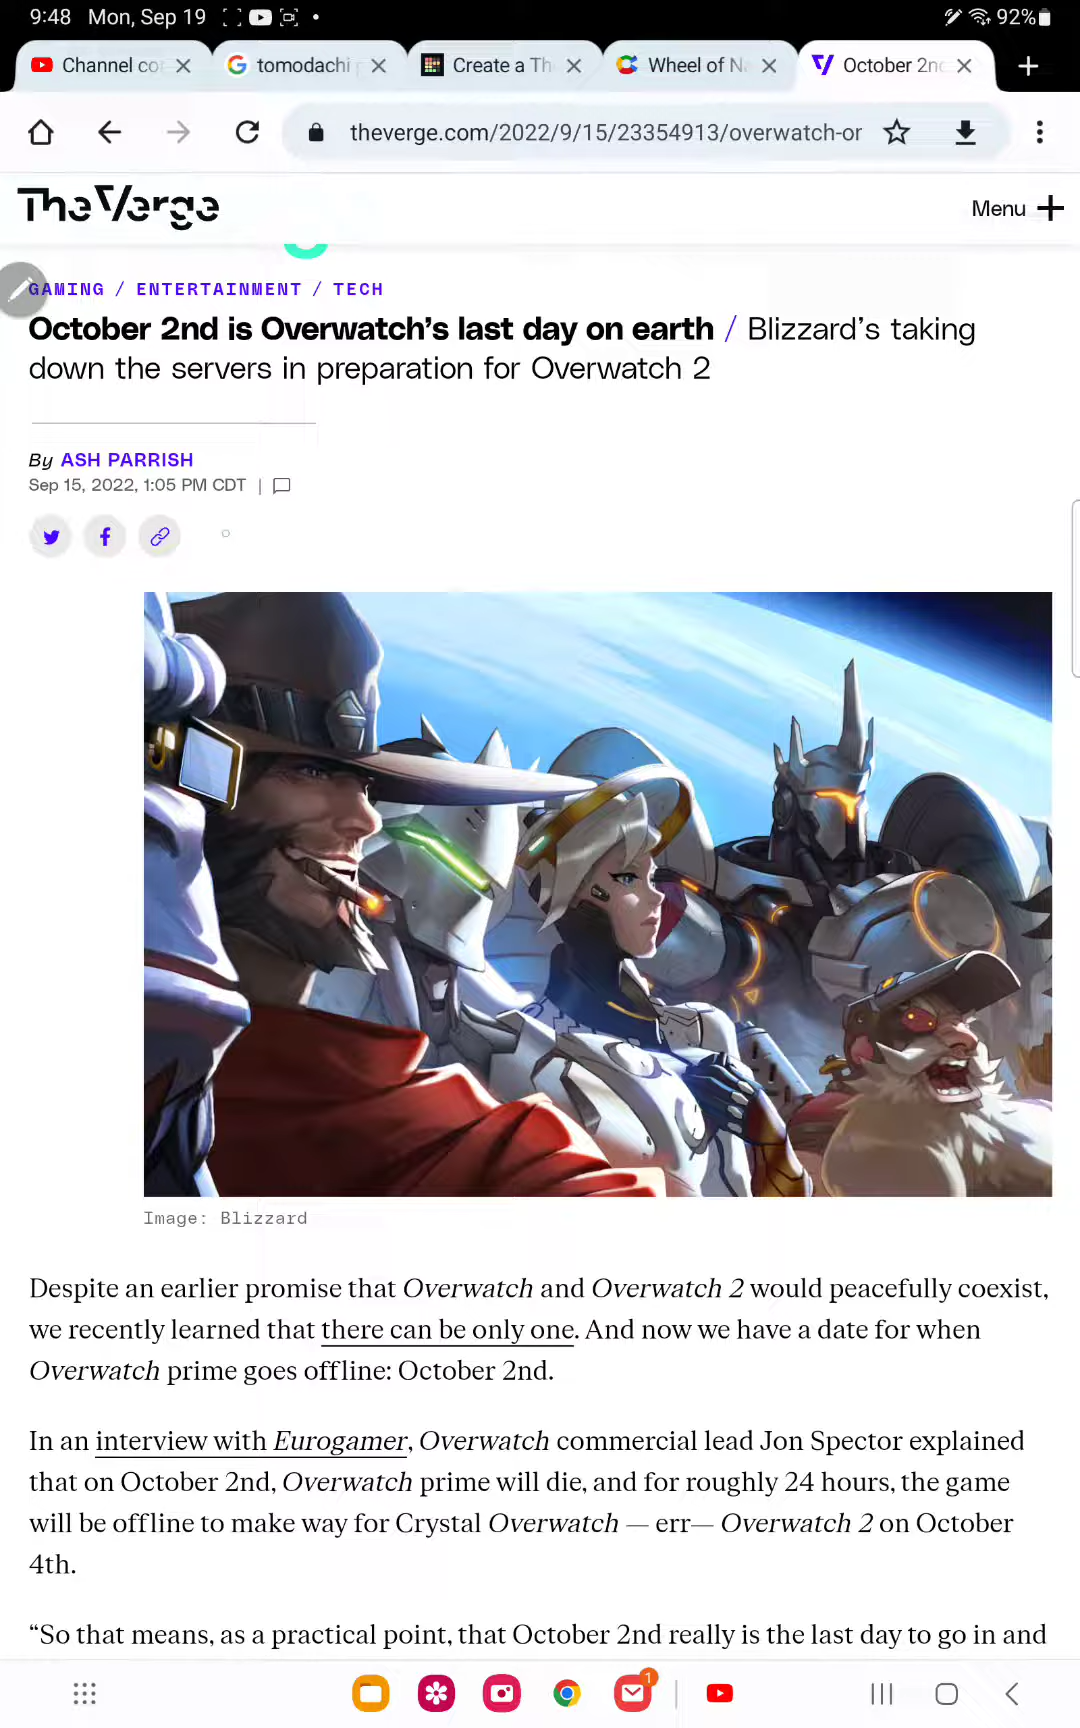 9:48 Mon, Sep 19 92%
Channel co tomodachi Create a Th Wheel of Na October 2nd
theverge.com/2022/9/15/23354913/overwatch-or
The Verge Menu
GAMING / ENTERTAINMENT / TECH
October 2nd is Overwatch’s last day on earth / Blizzard’s taking
down the servers in preparation for Overwatch 2
By ASH PARRISH
Sep 15, 2022, 1:05 PM CDT |
Image: Blizzard
Despite an earlier promise that Overwatch and Overwatch 2 would peacefully coexist,
we recently learned that there can be only one. And now we have a date for when
Overwatch prime goes offline: October 2nd.
In an interview with Eurogamer, Overwatch commercial lead Jon Spector explained
that on October 2nd, Overwatch prime will die, and for roughly 24 hours, the game
will be offline to make way for Crystal Overwatch — err— Overwatch 2 on October
4th.
“So that means, as a practical point, that October 2nd really is the last day to go in and
1